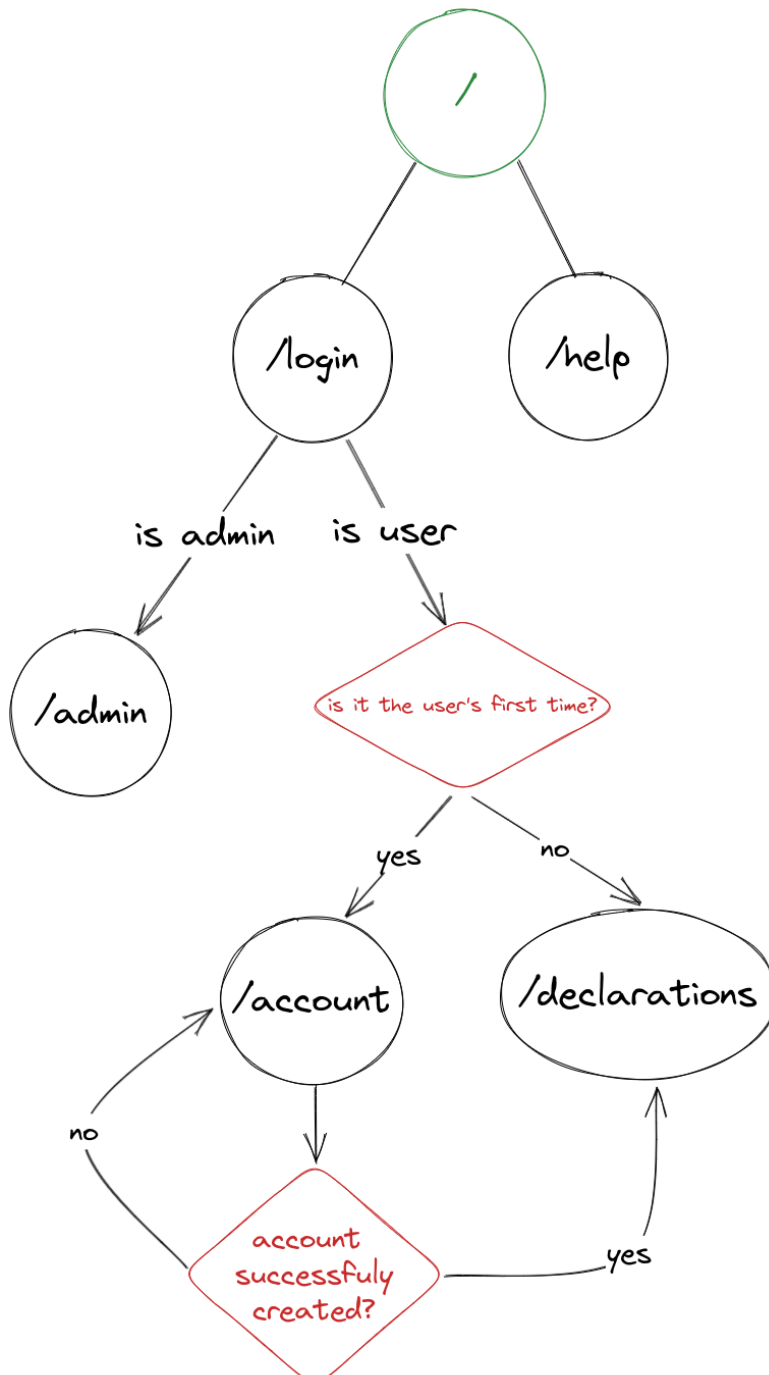 /
/login
/help
is admin
is user
/admin
is it the user's first time?
yes
no
/account
/declarations
no
account
successfuly
created?
yes